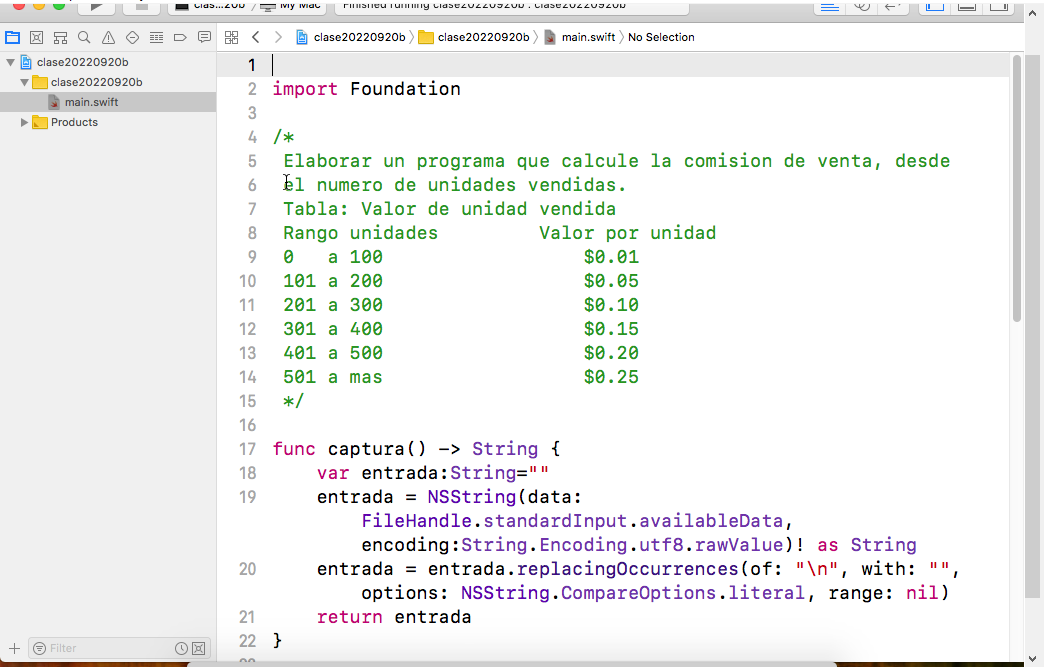 clas...20b My Mac Finished running clase20220920b : clase20220920b
clase20220920b clase20220920b main.swift No Selection
clase20220920b
clase20220920b
main.swift
Products
1
2 import Foundation
3
4 /*
5 Elaborar un programa que calcule la comision de venta, desde
6 el numero de unidades vendidas.
7 Tabla: Valor de unidad vendida
8 Rango unidades Valor por unidad
9 0 a 100 $0.01
10 101 a 200 $0.05
11 201 a 300 $0.10
12 301 a 400 $0.15
13 401 a 500 $0.20
14 501 a mas $0.25
15 */
16
17 func captura() -> String {
18 var entrada:String=""
19 entrada = NSString(data:
FileHandle.standardInput.availableData,
encoding:String.Encoding.utf8.rawValue)! as String
20 entrada = entrada.replacingOccurrences(of: "\n", with: "",
options: NSString.CompareOptions.literal, range: nil)
21 return entrada
22 }
Filter